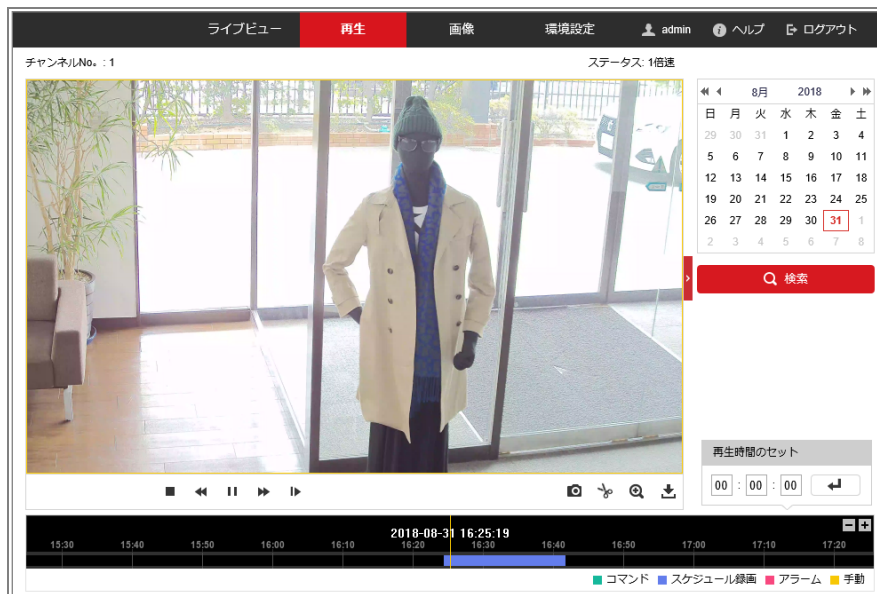 ライブビュー 再生 画像 環境設定 admin ヘルプ ログアウト
チャンネルNo。: 1 ステータス: 1倍速
8月 2018
日 月 火 水 木 金 土
29 30 31 1 2 3 4
5 6 7 8 9 10 11
12 13 14 15 16 17 18
19 20 21 22 23 24 25
26 27 28 29 30 31 1
2 3 4 5 6 7 8
検索
再生時間のセット
00 : 00 : 00
2018-08-31 16:25:19
15:30 15:40 15:50 16:00 16:10 16:20 16:30 16:40 16:50 17:00 17:10 17:20
コマンド スケジュール録画 アラーム 手動